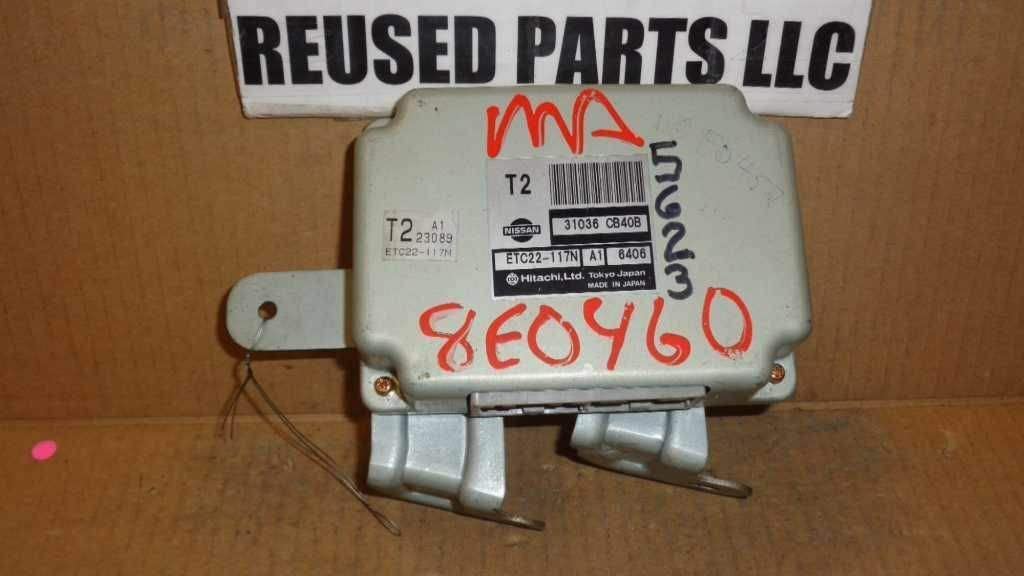 REUSED PARTS LLC
MA
T2
NISSAN
31036 CB40B
ETC22-117N A1 6406
Hitachi, Ltd. Tokyo Japan
MADE IN JAPAN
T2 A1
23089
ETC22-117N
5623
8E0460